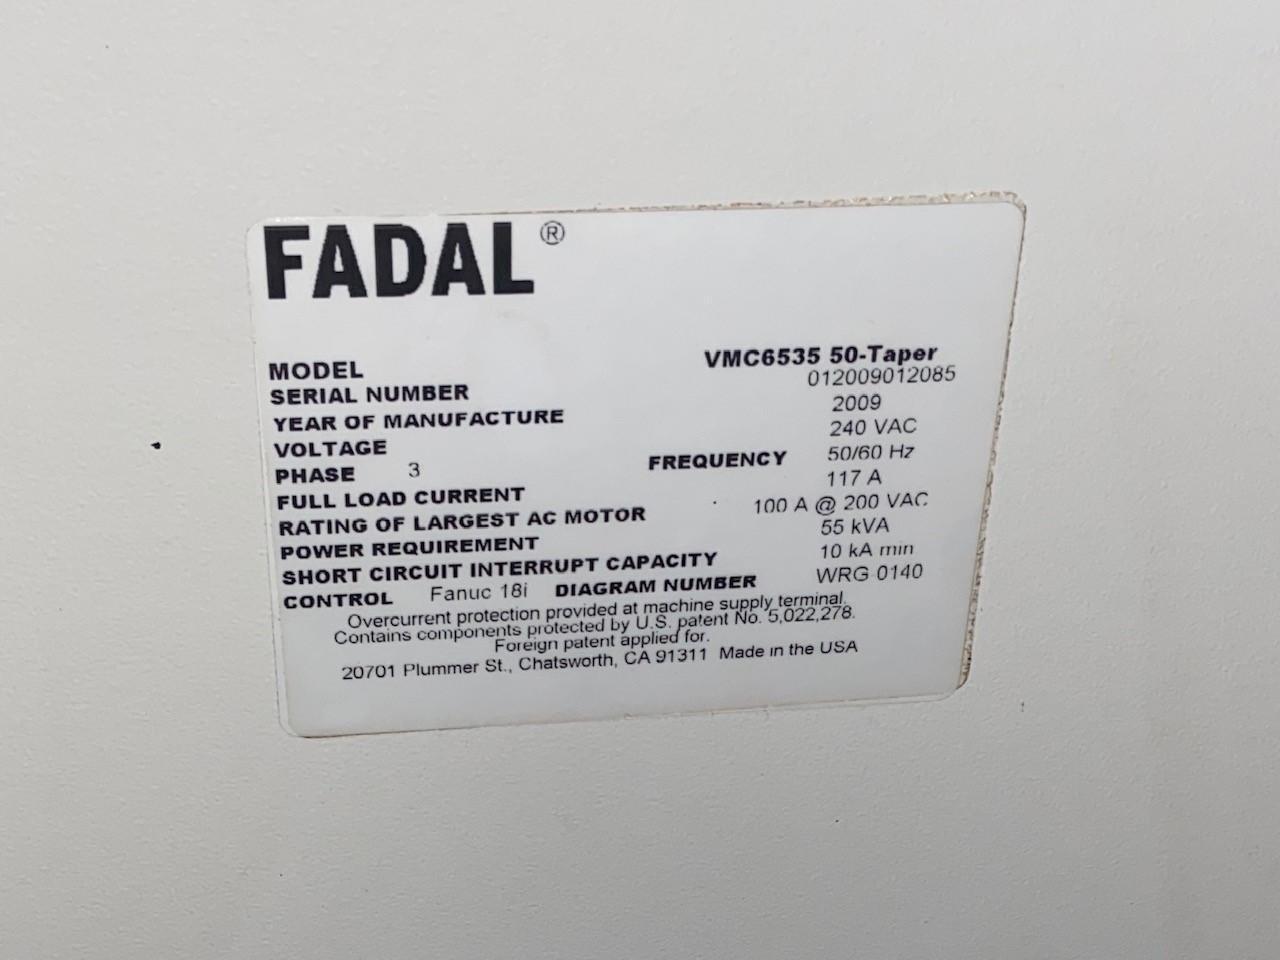 FADAL®
MODEL VMC6535 50-Taper
SERIAL NUMBER 012009012085
YEAR OF MANUFACTURE 2009
VOLTAGE 240 VAC
PHASE 3 FREQUENCY 50/60 Hz
FULL LOAD CURRENT 117 A
RATING OF LARGEST AC MOTOR 100 A @ 200 VAC
POWER REQUIREMENT 55 kVA
SHORT CIRCUIT INTERRUPT CAPACITY 10 kA min
CONTROL Fanuc 18i DIAGRAM NUMBER WRG 0140
Overcurrent protection provided at machine supply terminal.
Contains components protected by U.S. patent No. 5,022,278.
Foreign patent applied for.
20701 Plummer St., Chatsworth, CA 91311 Made in the USA